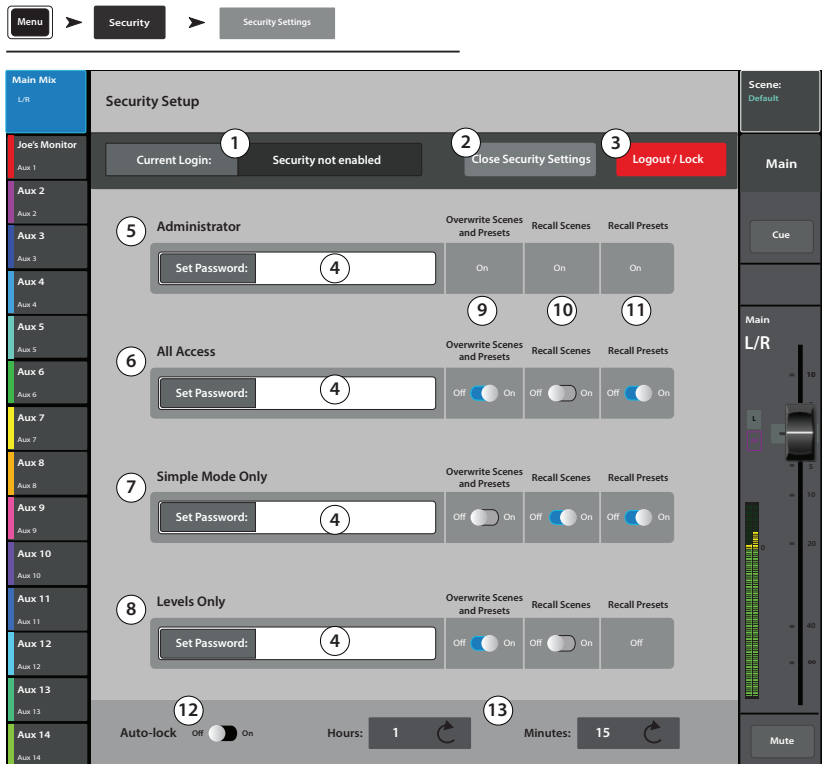 Menu
Security
Security Settings
Main Mix
L/R
Joe's Monitor
Aux 1
Aux 2
Aux 2
Aux 3
Aux 3
Aux 4
Aux 4
Aux 5
Aux 5
Aux 6
Aux 6
Aux 7
Aux 7
Aux 8
Aux 8
Aux 9
Aux 9
Aux 10
Aux 10
Aux 11
Aux 11
Aux 12
Aux 12
Aux 13
Aux 13
Aux 14
Aux 14
Security Setup
1
2
3
Current Login:
Security not enabled
Close Security Settings
Logout / Lock
5
Administrator
Overwrite Scenes
and Presets
Recall Scenes
Recall Presets
Set Password:
4
On
On
On
9
10
11
6
All Access
Overwrite Scenes
and Presets
Recall Scenes
Recall Presets
Set Password:
4
Off On
Off On
Off On
7
Simple Mode Only
Overwrite Scenes
and Presets
Recall Scenes
Recall Presets
Set Password:
4
Off On
Off On
Off On
8
Levels Only
Overwrite Scenes
and Presets
Recall Scenes
Recall Presets
Set Password:
4
Off On
Off On
Off
12
13
Auto-lock
Off On
Hours:
1
Minutes:
15
Scene:
Default
Main
Cue
Main
L/R
10
L
5
10
0
20
40
∞
Mute